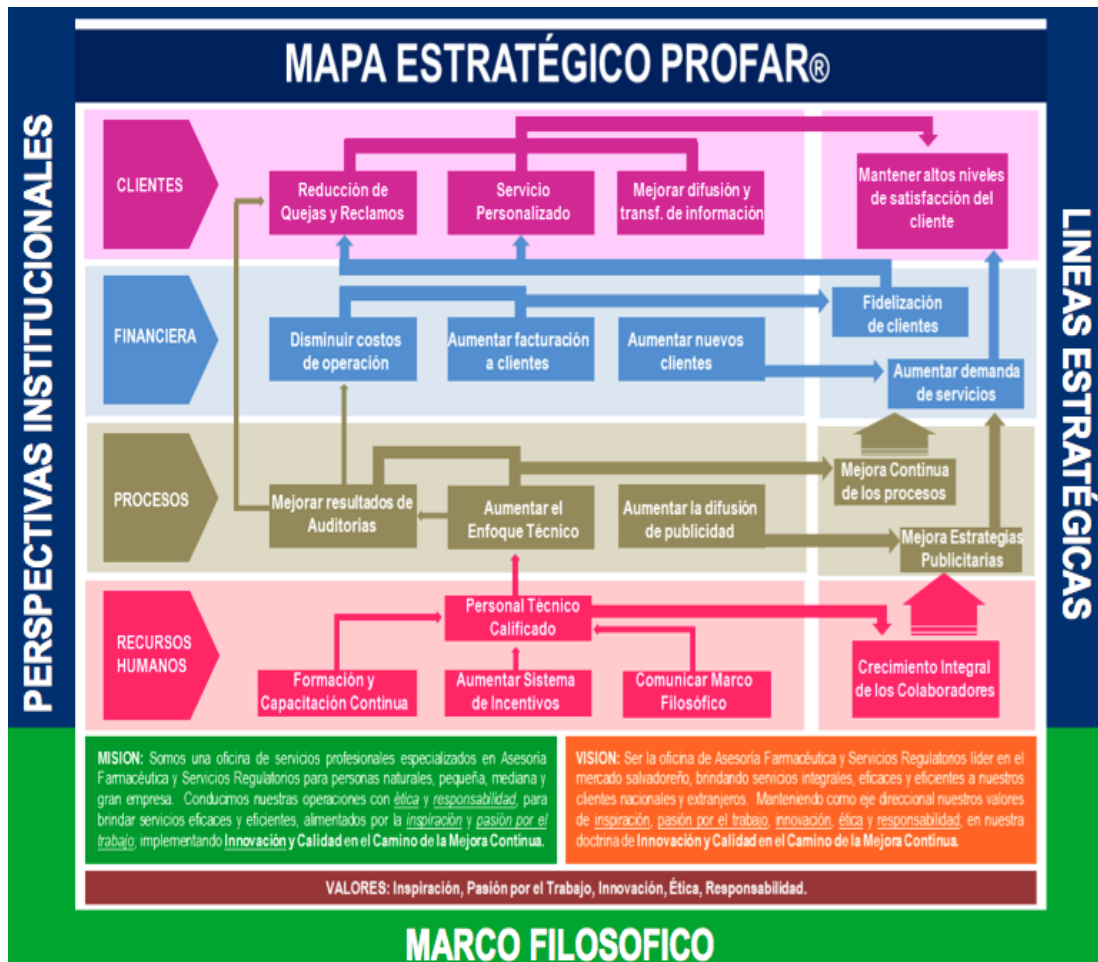 MAPA ESTRATÉGICO PROFAR®
PERSPECTIVAS INSTITUCIONALES
LINEAS ESTRATÉGICAS
CLIENTES
Reducción de
Quejas y Reclamos
Servicio
Personalizado
Mejorar difusión y
transf. de información
Mantener altos niveles
de satisfacción del
cliente
FINANCIERA
Disminuir costos
de operación
Aumentar facturación
a clientes
Aumentar nuevos
clientes
Fidelización
de clientes
Aumentar demanda
de servicios
PROCESOS
Mejorar resultados de
Auditorias
Aumentar el
Enfoque Técnico
Aumentar la difusión
de publicidad
Mejora Continua
de los procesos
Mejora Estrategias
Publicitarias
RECURSOS
HUMANOS
Personal Técnico
Calificado
Formación y
Capacitación Continua
Aumentar Sistema
de Incentivos
Comunicar Marco
Filosófico
Crecimiento Integral
de los Colaboradores
MISION: Somos una oficina de servicios profesionales especializados en Asesoría
Farmacéutica y Servicios Regulatorios para personas naturales, pequeña, mediana y
gran empresa. Conducimos nuestras operaciones con ética y responsabilidad, para
brindar servicios eficaces y eficientes, alimentados por la inspiración y pasión por el
trabajo, implementando Innovación y Calidad en el Camino de la Mejora Continua.
VISION: Ser la oficina de Asesoría Farmacéutica y Servicios Regulatorios líder en el
mercado salvadoreño, brindando servicios integrales, eficaces y eficientes a nuestros
clientes nacionales y extranjeros. Manteniendo como eje direccional nuestros valores
de inspiración, pasión por el trabajo, innovación, ética y responsabilidad; en nuestra
doctrina de Innovación y Calidad en el Camino de la Mejora Continua.
VALORES: Inspiración, Pasión por el Trabajo, Innovación, Ética, Responsabilidad.
MARCO FILOSOFICO